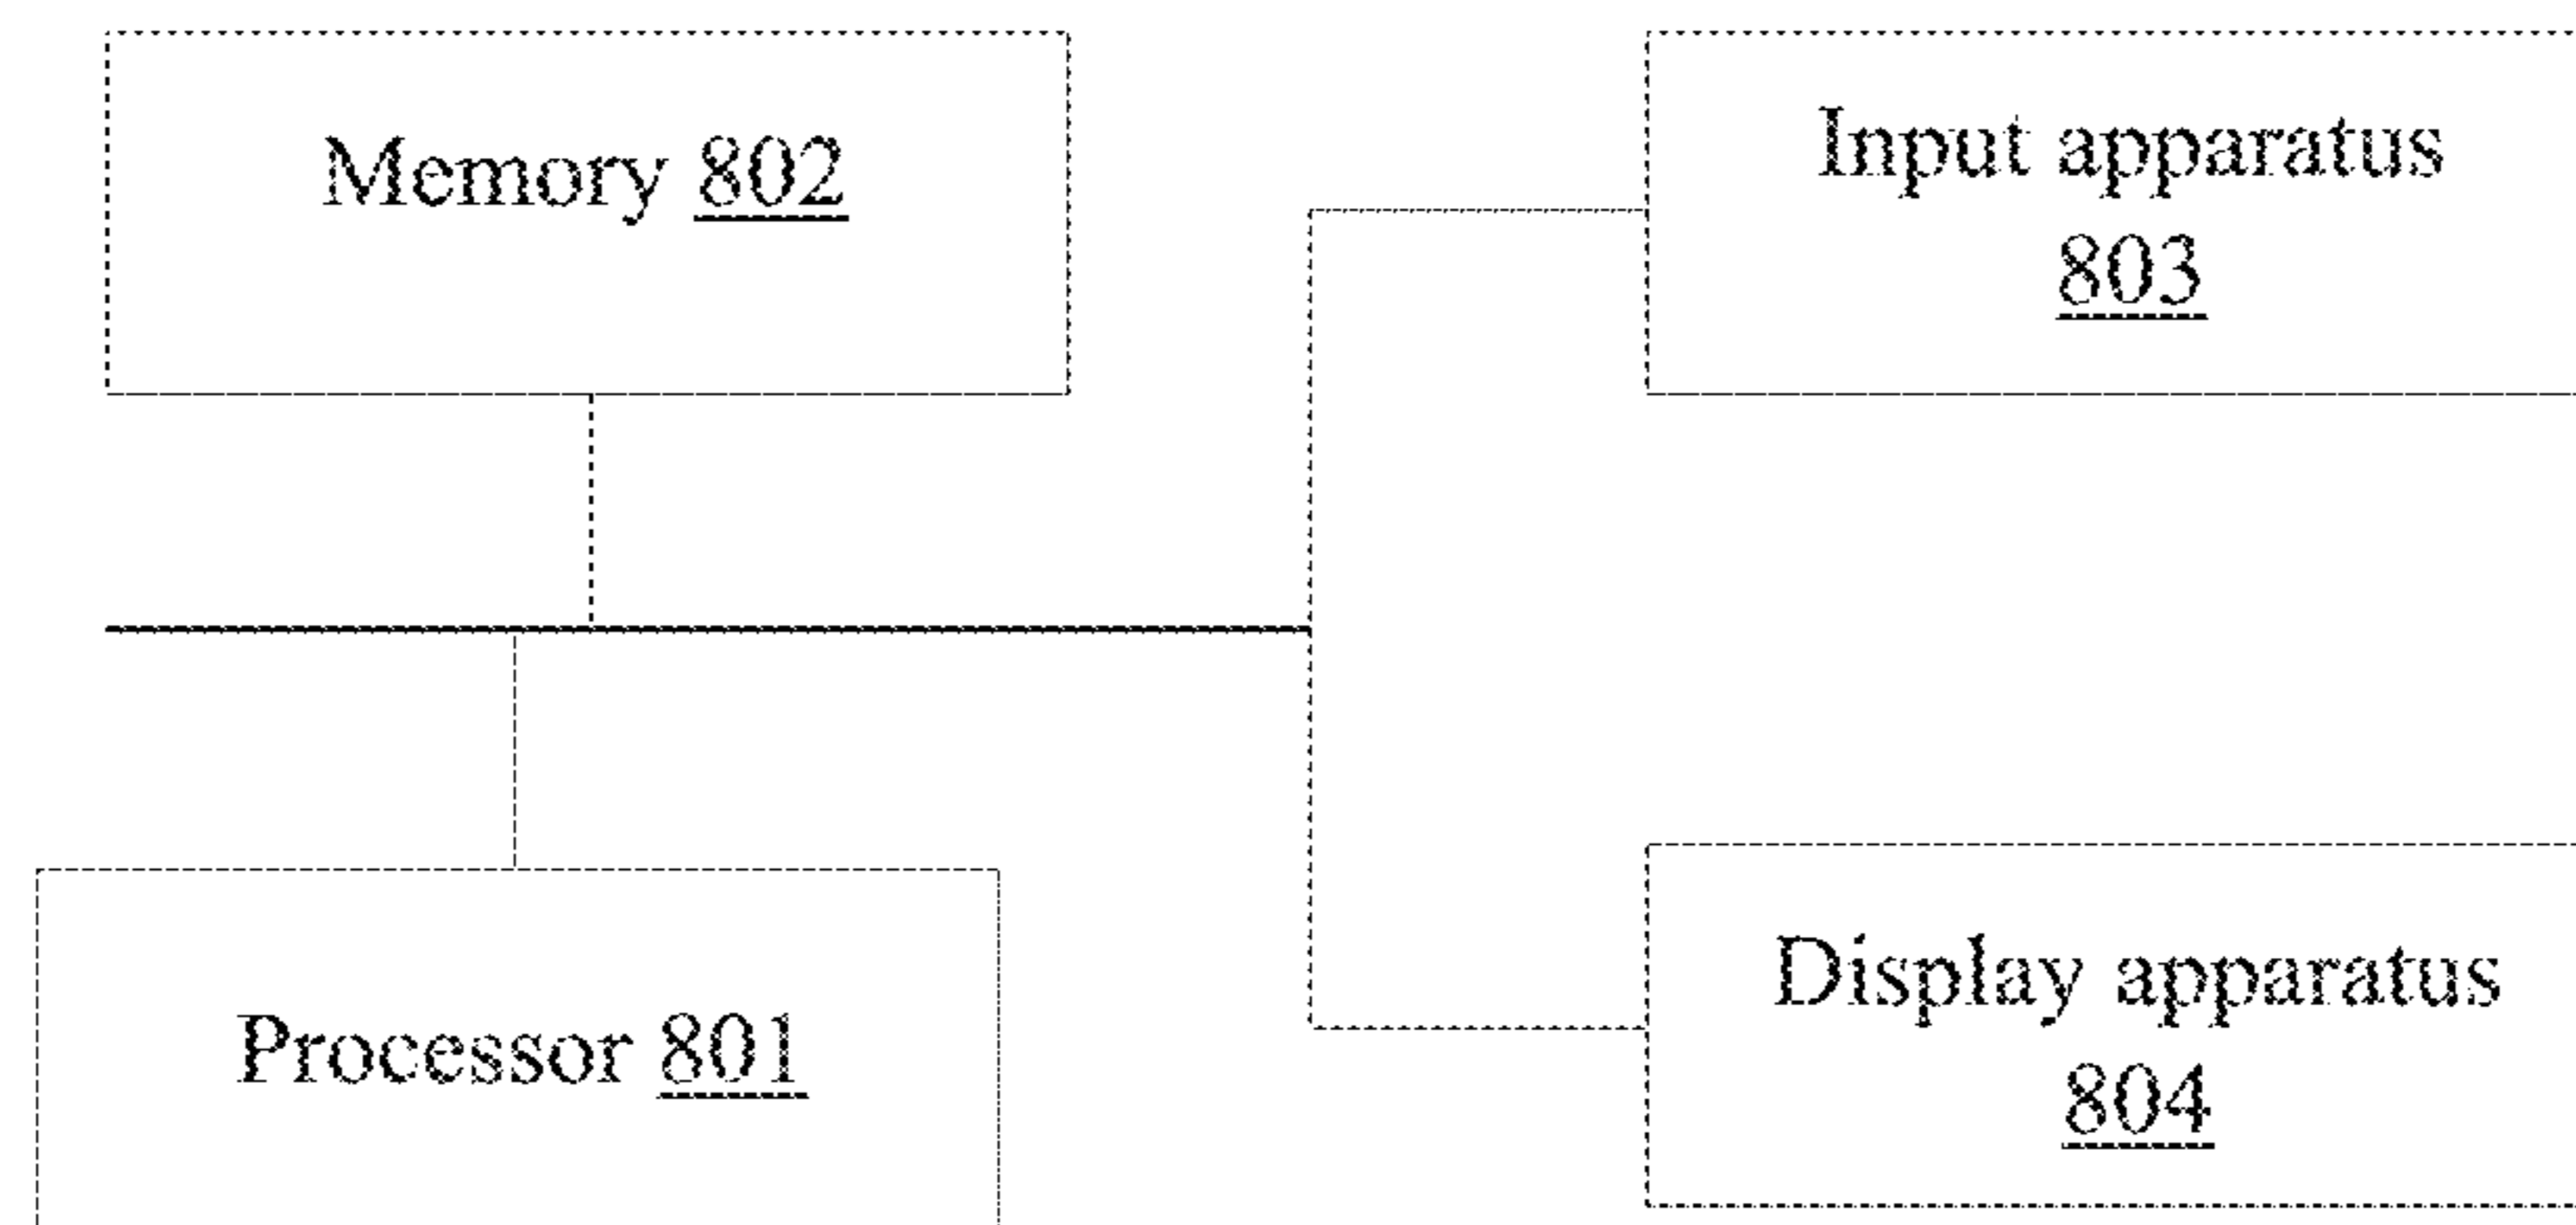 Memory 802
Input apparatus
803
Processor 801
Display apparatus
804